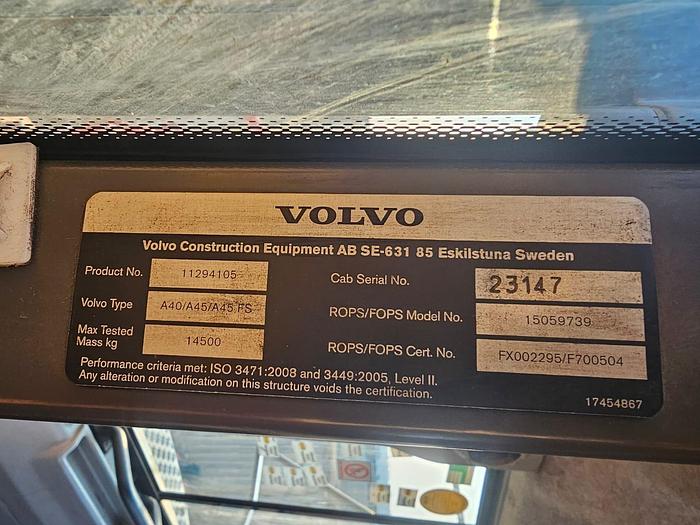 VOLVO
Volvo Construction Equipment AB SE-631 85 Eskilstuna Sweden
Product No. 11294105
Cab Serial No. 23147
Volvo Type A40/A45/A45 FS
ROPS/FOPS Model No. 15059739
Max Tested
Mass kg 14500
ROPS/FOPS Cert. No. FX002295/F700504
Performance criteria met: ISO 3471:2008 and 3449:2005, Level II.
Any alteration or modification on this structure voids the certification.
17454867